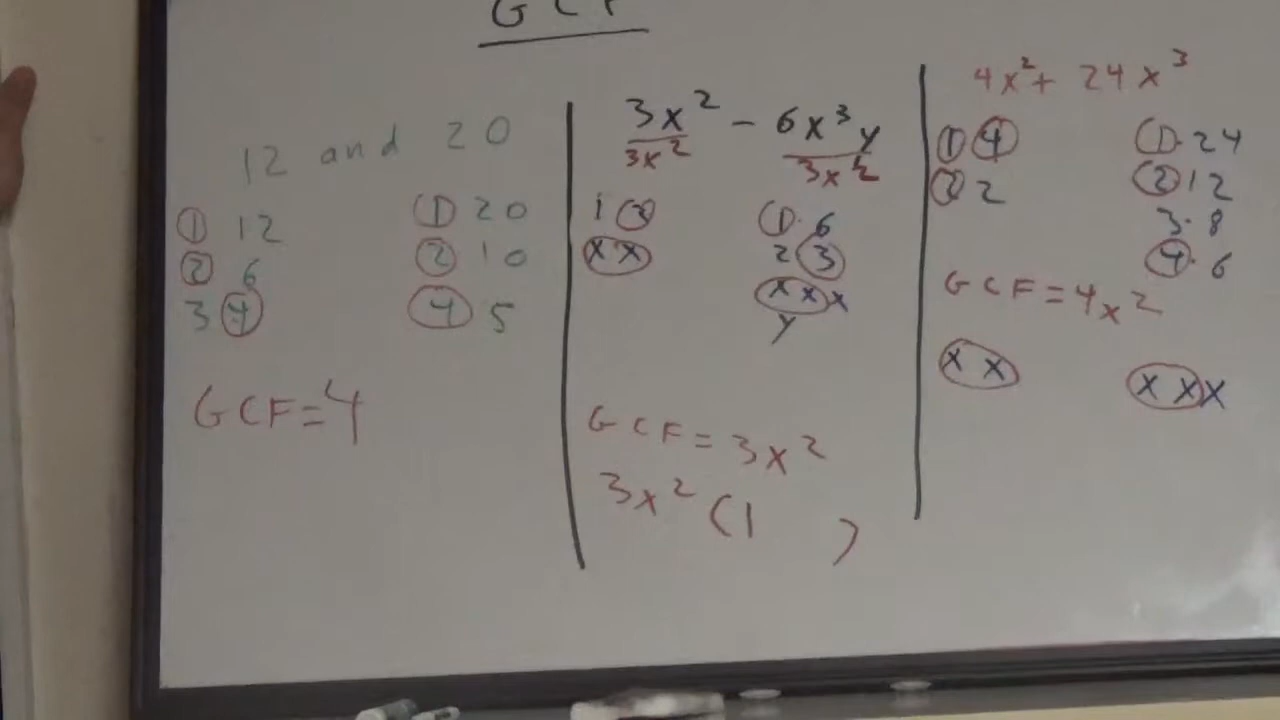 GCF
12 and 20
1 12
2 6
3 4
1 20
2 10
4 5
GCF=4
3x² - 6x³y
3x² 3x²
1 3
x x
1 · 6
2 3
x x x
y
GCF = 3x²
3x² (1 )
4x² + 24x³
1 4
2 2
1 · 24
2 · 12
3 · 8
4 · 6
GCF = 4x²
x x
x x x